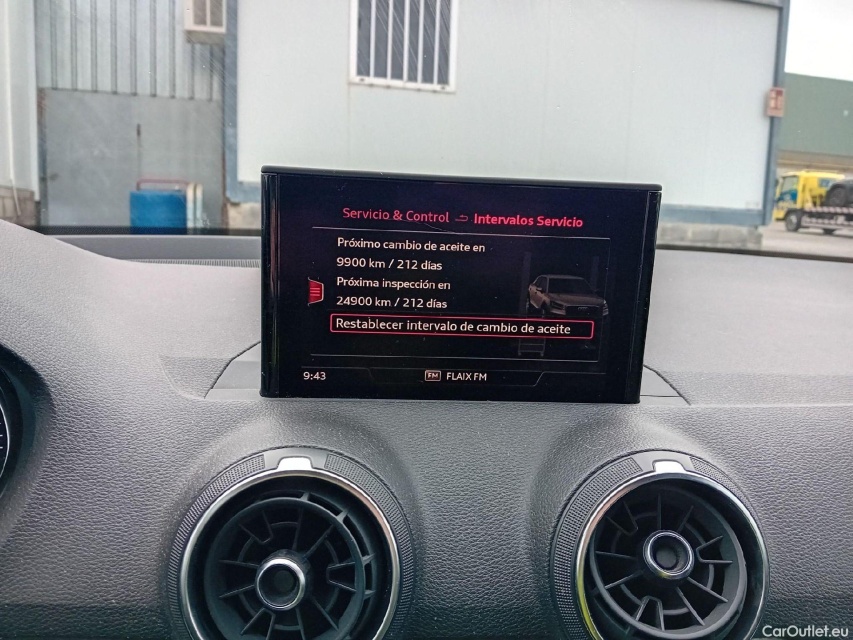 Servicio & Control Intervalos Servicio
Próximo cambio de aceite en
9900 km / 212 días
Próxima inspección en
24900 km / 212 días
Restablecer intervalo de cambio de aceite
9:43 FM FLAIX FM
CarOutlet.eu